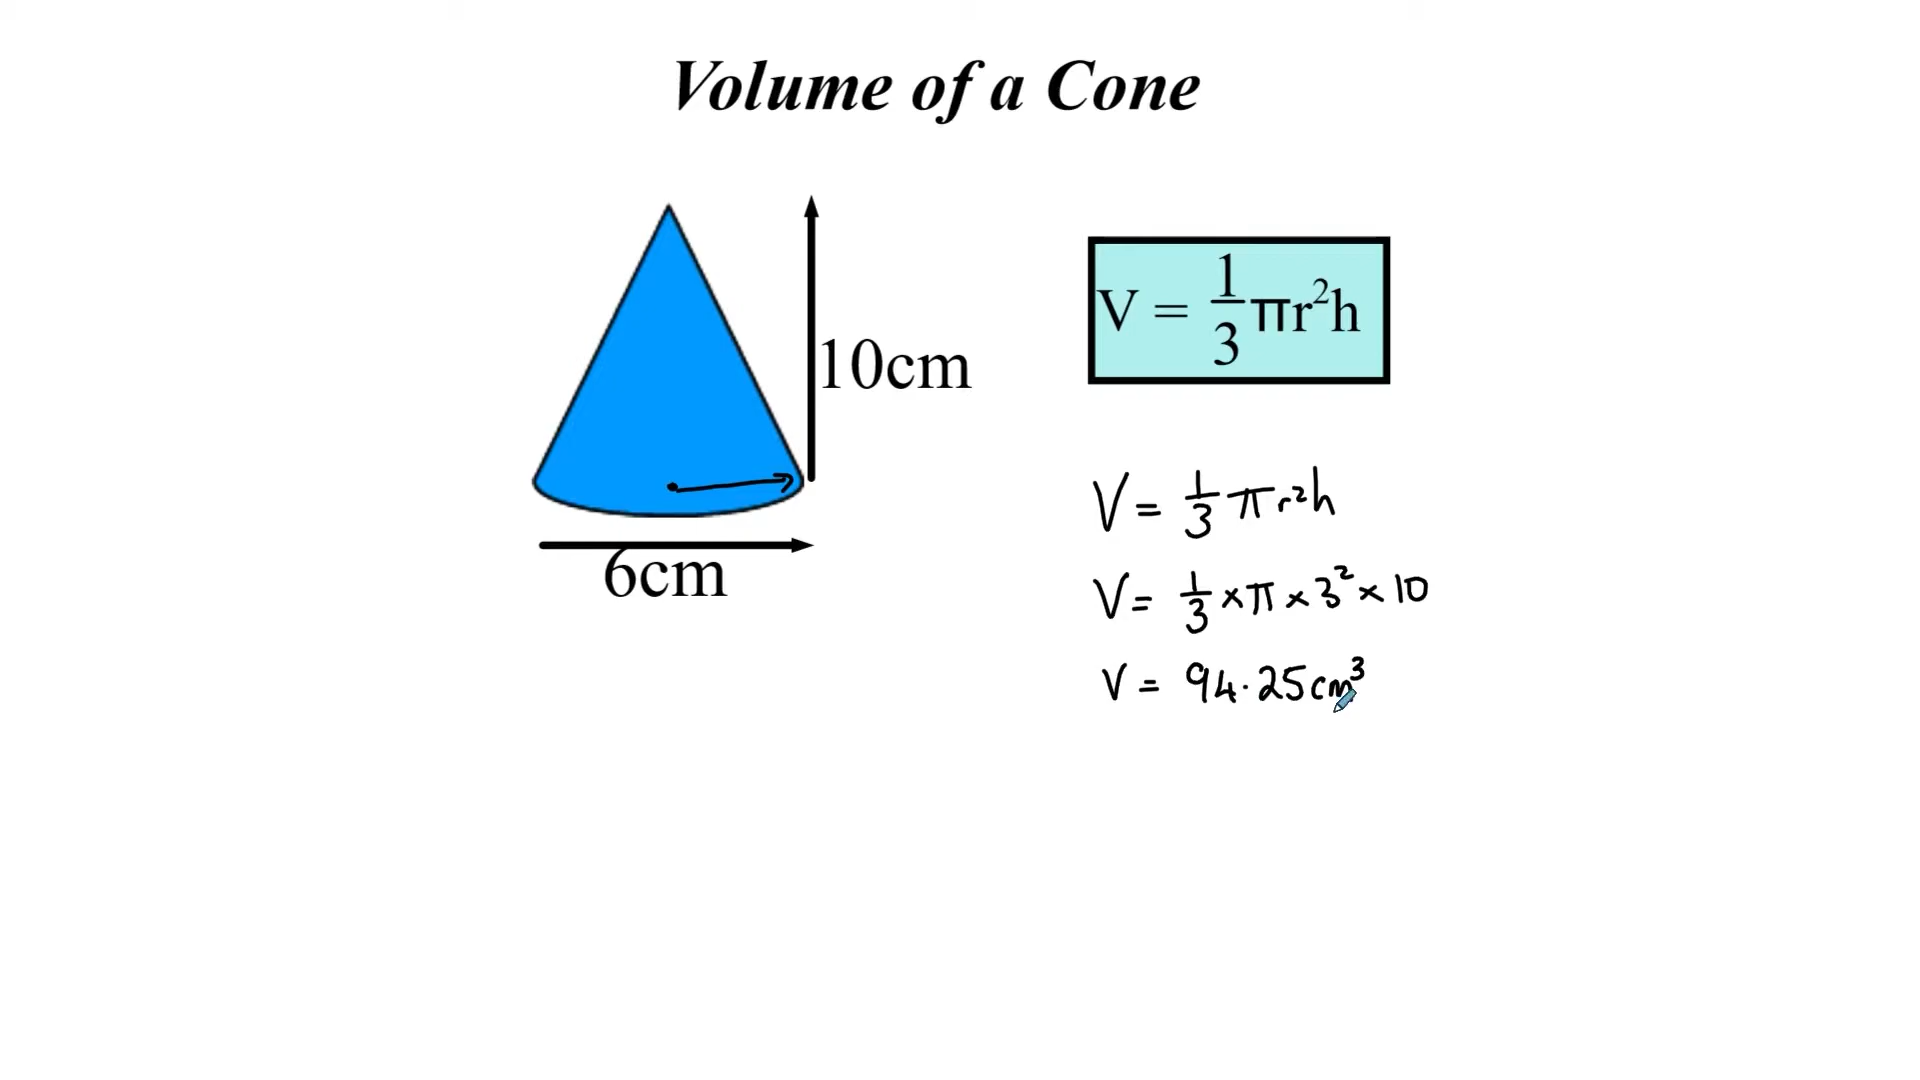 Volume of a Cone
10cm
6cm
V = 1/3 πr²h
V = 1/3 πr²h
V = 1/3 × π × 3² × 10
V = 94·25cm³